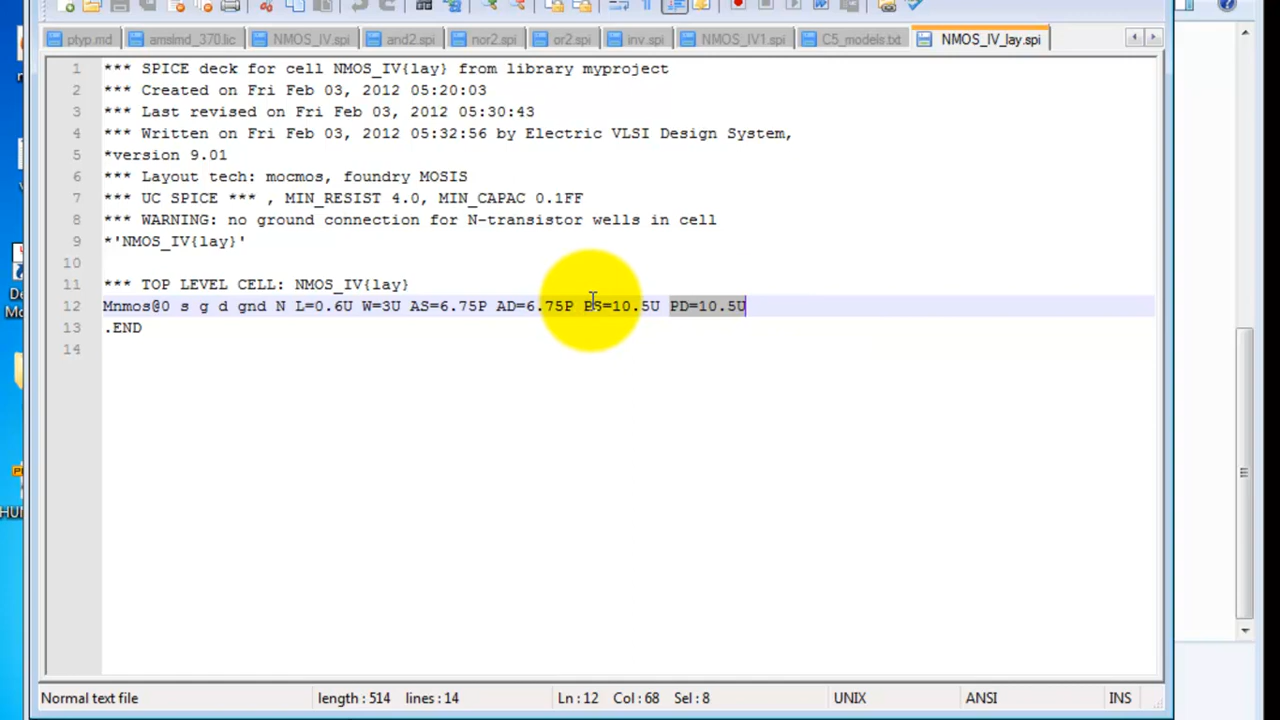 ptyp.md amslmd_370.lic NMOS_IV.spi and2.spi nor2.spi or2.spi inv.spi NMOS_IV1.spi C5_models.txt NMOS_IV_lay.spi
1 *** SPICE deck for cell NMOS_IV{lay} from library myproject
2 *** Created on Fri Feb 03, 2012 05:20:03
3 *** Last revised on Fri Feb 03, 2012 05:30:43
4 *** Written on Fri Feb 03, 2012 05:32:56 by Electric VLSI Design System,
5 *version 9.01
6 *** Layout tech: mocmos, foundry MOSIS
7 *** UC SPICE *** , MIN_RESIST 4.0, MIN_CAPAC 0.1FF
8 *** WARNING: no ground connection for N-transistor wells in cell
9 *'NMOS_IV{lay}'
10
11 *** TOP LEVEL CELL: NMOS_IV{lay}
12 Mnmos@0 s g d gnd N L=0.6U W=3U AS=6.75P AD=6.75P PS=10.5U PD=10.5U
13 .END
14
Normal text file length : 514 lines : 14 Ln : 12 Col : 68 Sel : 8 UNIX ANSI INS